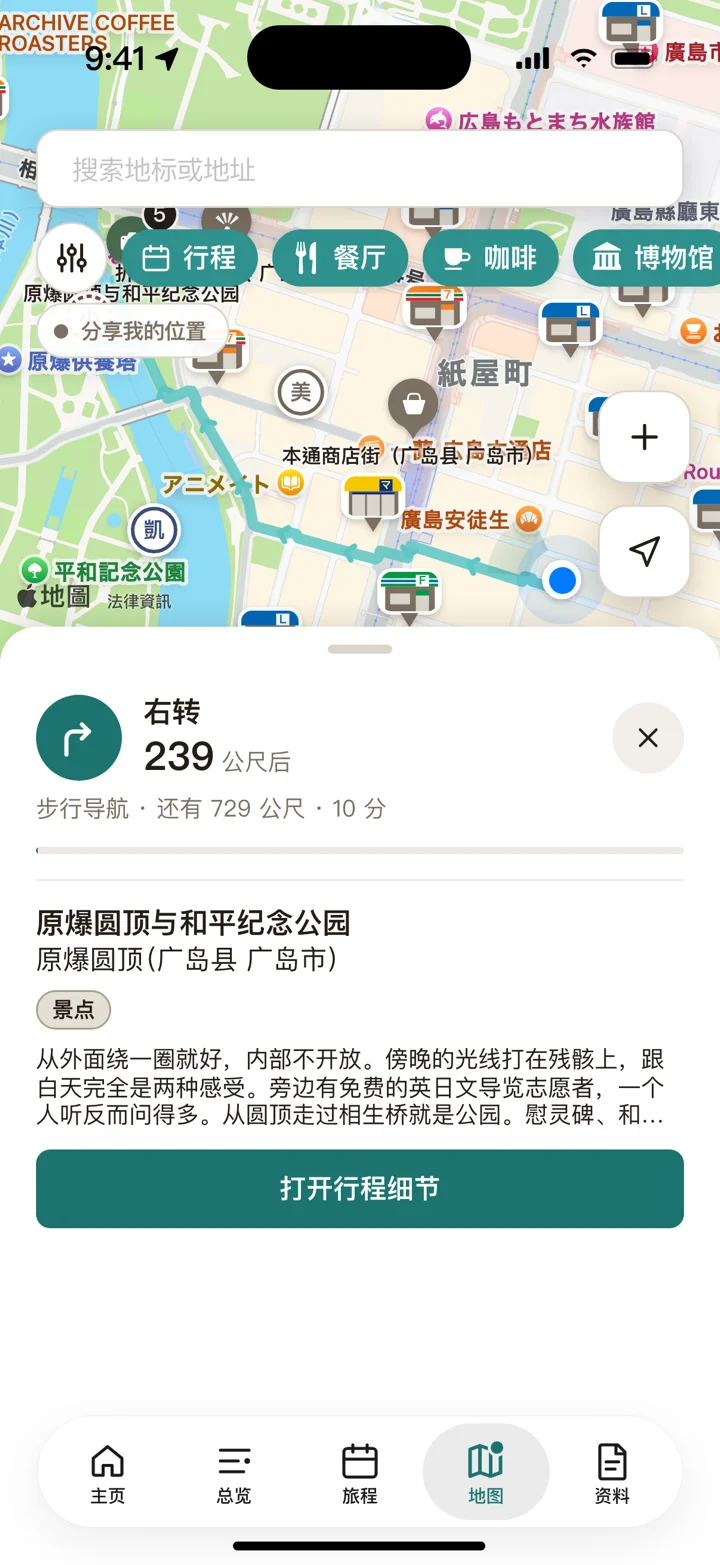 ARCHIVE COFFEE
ROASTERS
9:41
L
廣島市
広島もとまち水族館
相
搜索地标或地址
廣島縣廳東
5
行程
餐厅
咖啡
博物馆
原爆圆顶与和平纪念公园
7
L
分享我的位置
原爆供養塔
7
紙屋町
美
本通商店街（广岛县 广岛市）
アニメイト
マ
廣島安徒生
Rou
凱
平和記念公園
F
地圖
法律資訊
L
右转
239 公尺后
步行导航 · 还有 729 公尺 · 10 分
原爆圆顶与和平纪念公园
原爆圆顶(广岛县 广岛市)
景点
从外面绕一圈就好，内部不开放。傍晚的光线打在残骸上，跟
白天完全是两种感受。旁边有免费的英日文导览志愿者，一个
人听反而问得多。从圆顶走过相生桥就是公园。慰灵碑、和…
打开行程细节
主页
总览
旅程
地图
资料